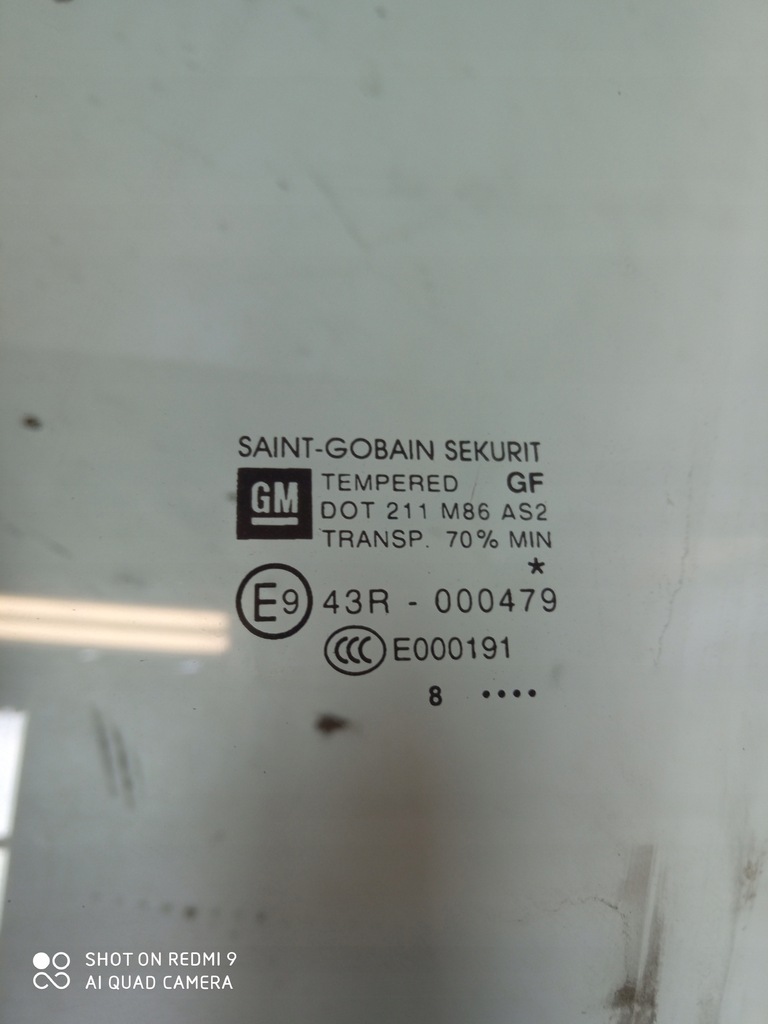 SAINT-GOBAIN SEKURIT
GM
TEMPERED GF
DOT 211 M86 AS2
TRANSP. 70% MIN
*
E9 43R - 000479
CCC E000191
8 ••••
SHOT ON REDMI 9
AI QUAD CAMERA